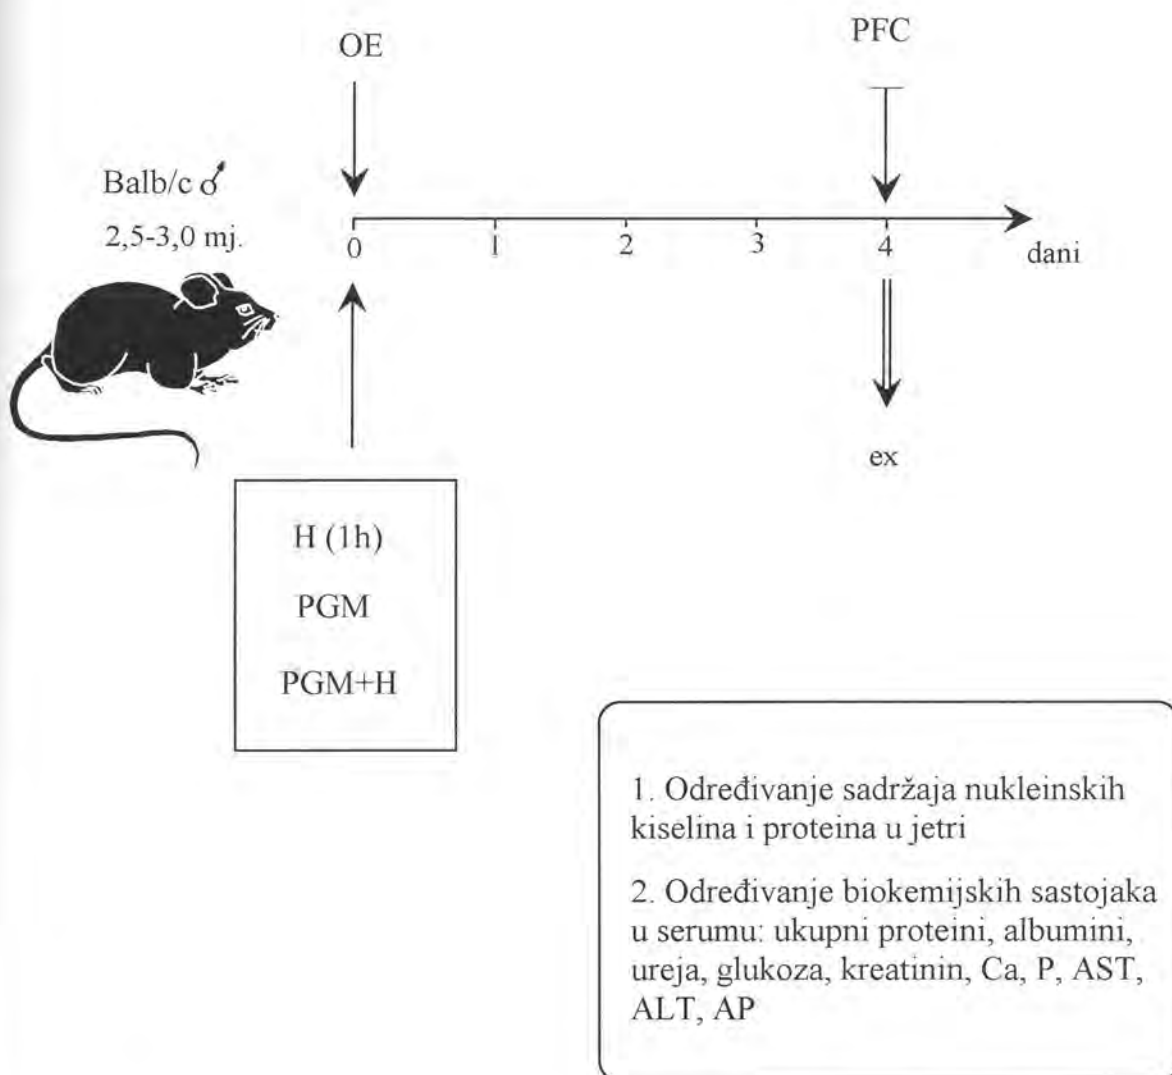 OE
PFC
Balb/c ♂
2,5-3,0 mj.
0
1
2
3
4
dani
ex
H (1h)
PGM
PGM+H
1. Određivanje sadržaja nukleinskih
kiselina i proteina u jetri
2. Određivanje biokemijskih sastojaka
u serumu: ukupni proteini, albumini,
ureja, glukoza, kreatinin, Ca, P, AST,
ALT, AP